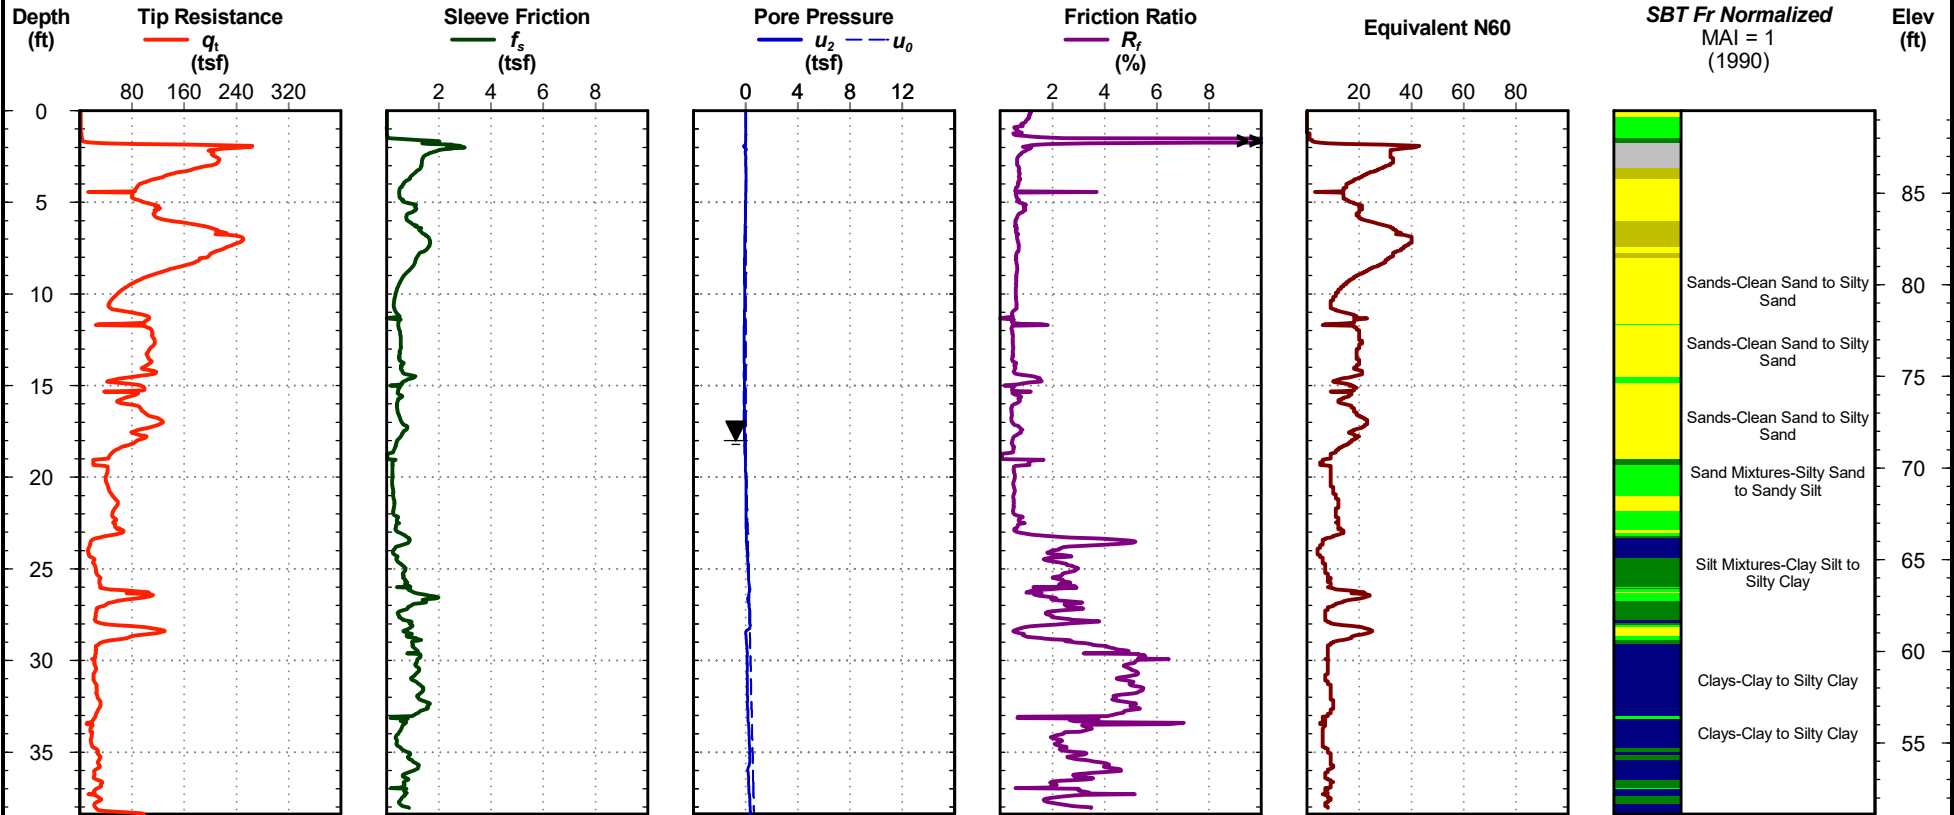 Depth
(ft)
Tip Resistance
qt
(tsf)
Sleeve Friction
fs
(tsf)
Pore Pressure
u2 u0
(tsf)
Friction Ratio
Rf
(%)
Equivalent N60
SBT Fr Normalized
MAI = 1
(1990)
Elev
(ft)
80 160 240 320
2 4 6 8
0 4 8 12
2 4 6 8
20 40 60 80
0
5
10
15
20
25
30
35
85
80
75
70
65
60
55
Sands-Clean Sand to Silty
Sand
Sands-Clean Sand to Silty
Sand
Sands-Clean Sand to Silty
Sand
Sand Mixtures-Silty Sand
to Sandy Silt
Silt Mixtures-Clay Silt to
Silty Clay
Clays-Clay to Silty Clay
Clays-Clay to Silty Clay